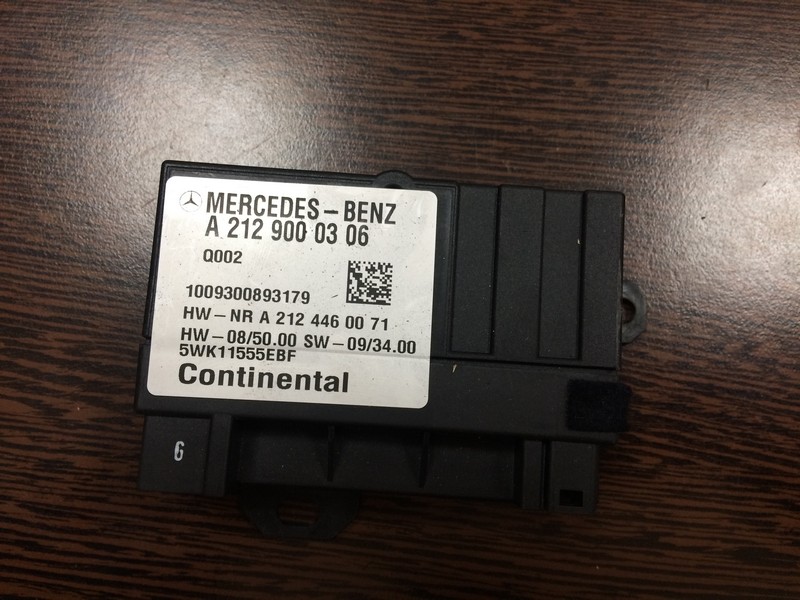 MERCEDES-BENZ
A 212 900 03 06
Q002
1009300893179
HW-NR A 212 446 00 71
HW-08/50.00 SW-09/34.00
5WK11555EBF
Continental
6